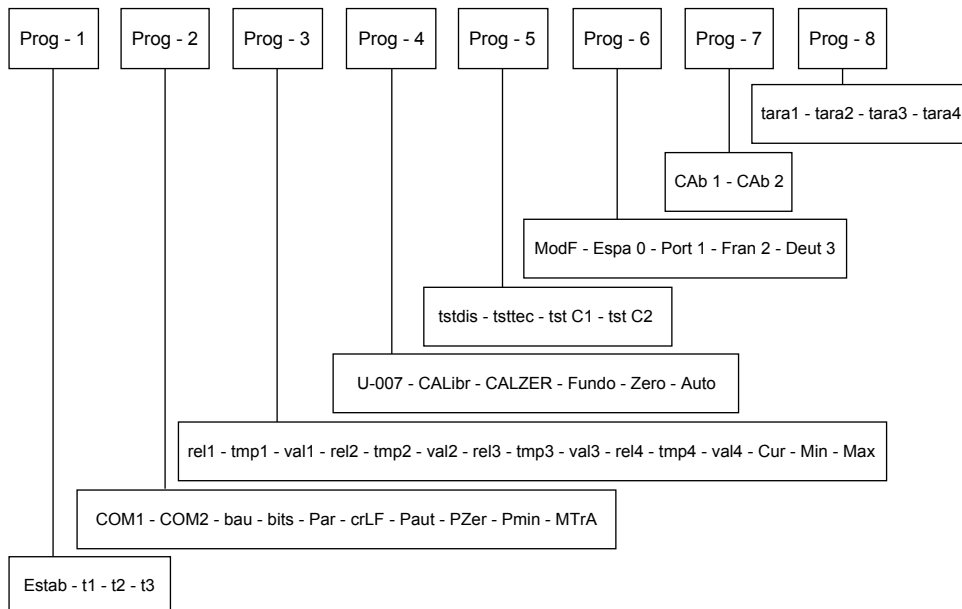 Prog - 1
Prog - 2
Prog - 3
Prog - 4
Prog - 5
Prog - 6
Prog - 7
Prog - 8
tara1 - tara2 - tara3 - tara4
CAb 1 - CAb 2
ModF - Espa 0 - Port 1 - Fran 2 - Deut 3
tstdis - tsttec - tst C1 - tst C2
U-007 - CALibr - CALZER - Fundo - Zero - Auto
rel1 - tmp1 - val1 - rel2 - tmp2 - val2 - rel3 - tmp3 - val3 - rel4 - tmp4 - val4 - Cur - Min - Max
COM1 - COM2 - bau - bits - Par - crLF - Paut - PZer - Pmin - MTrA
Estab - t1 - t2 - t3